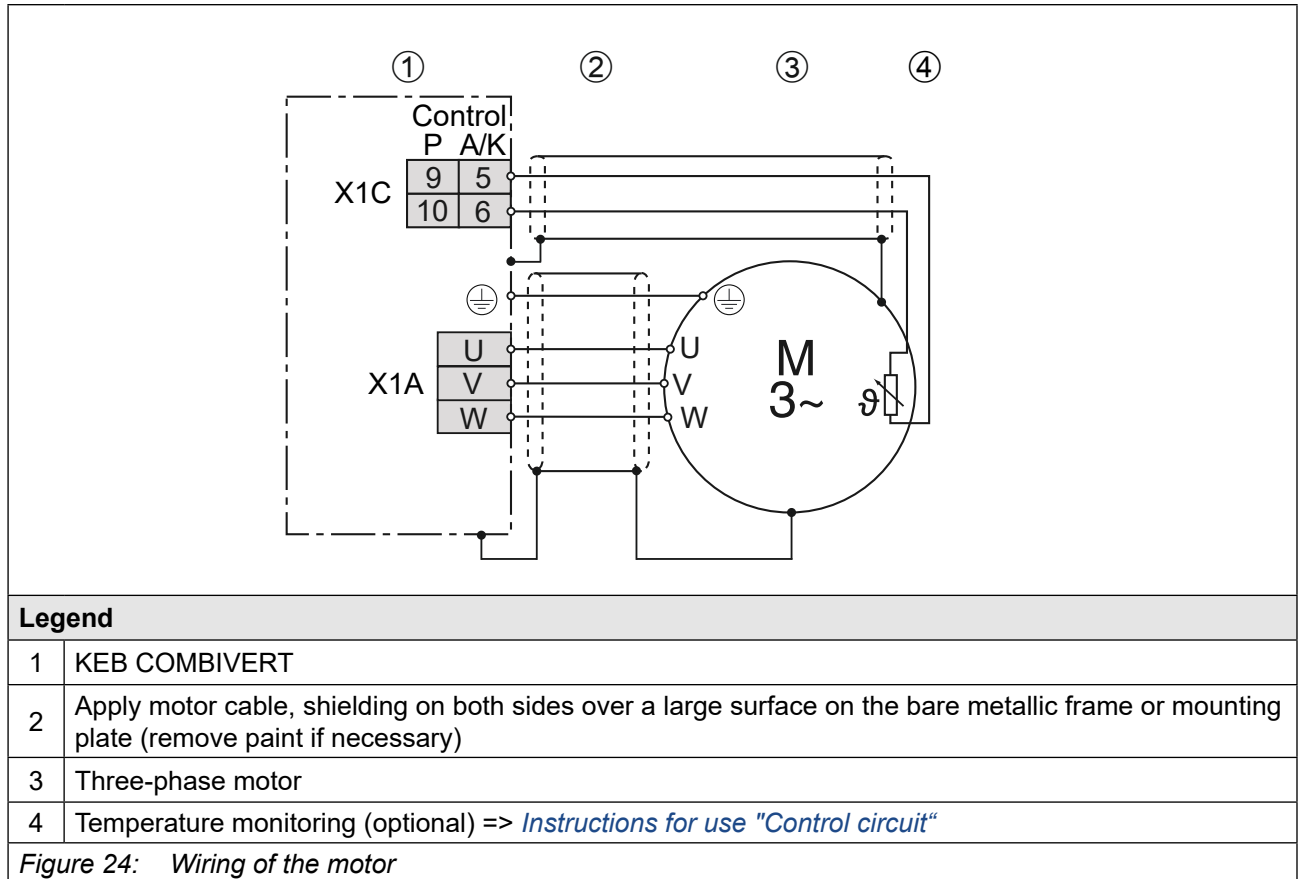 ① ② ③ ④
Control
P A/K
X1C 9 5
10 6
U U
X1A V V
W W
M
3~
ϑ
Legend
1 KEB COMBIVERT
2 Apply motor cable, shielding on both sides over a large surface on the bare metallic frame or mounting
plate (remove paint if necessary)
3 Three-phase motor
4 Temperature monitoring (optional) => Instructions for use "Control circuit“
Figure 24: Wiring of the motor